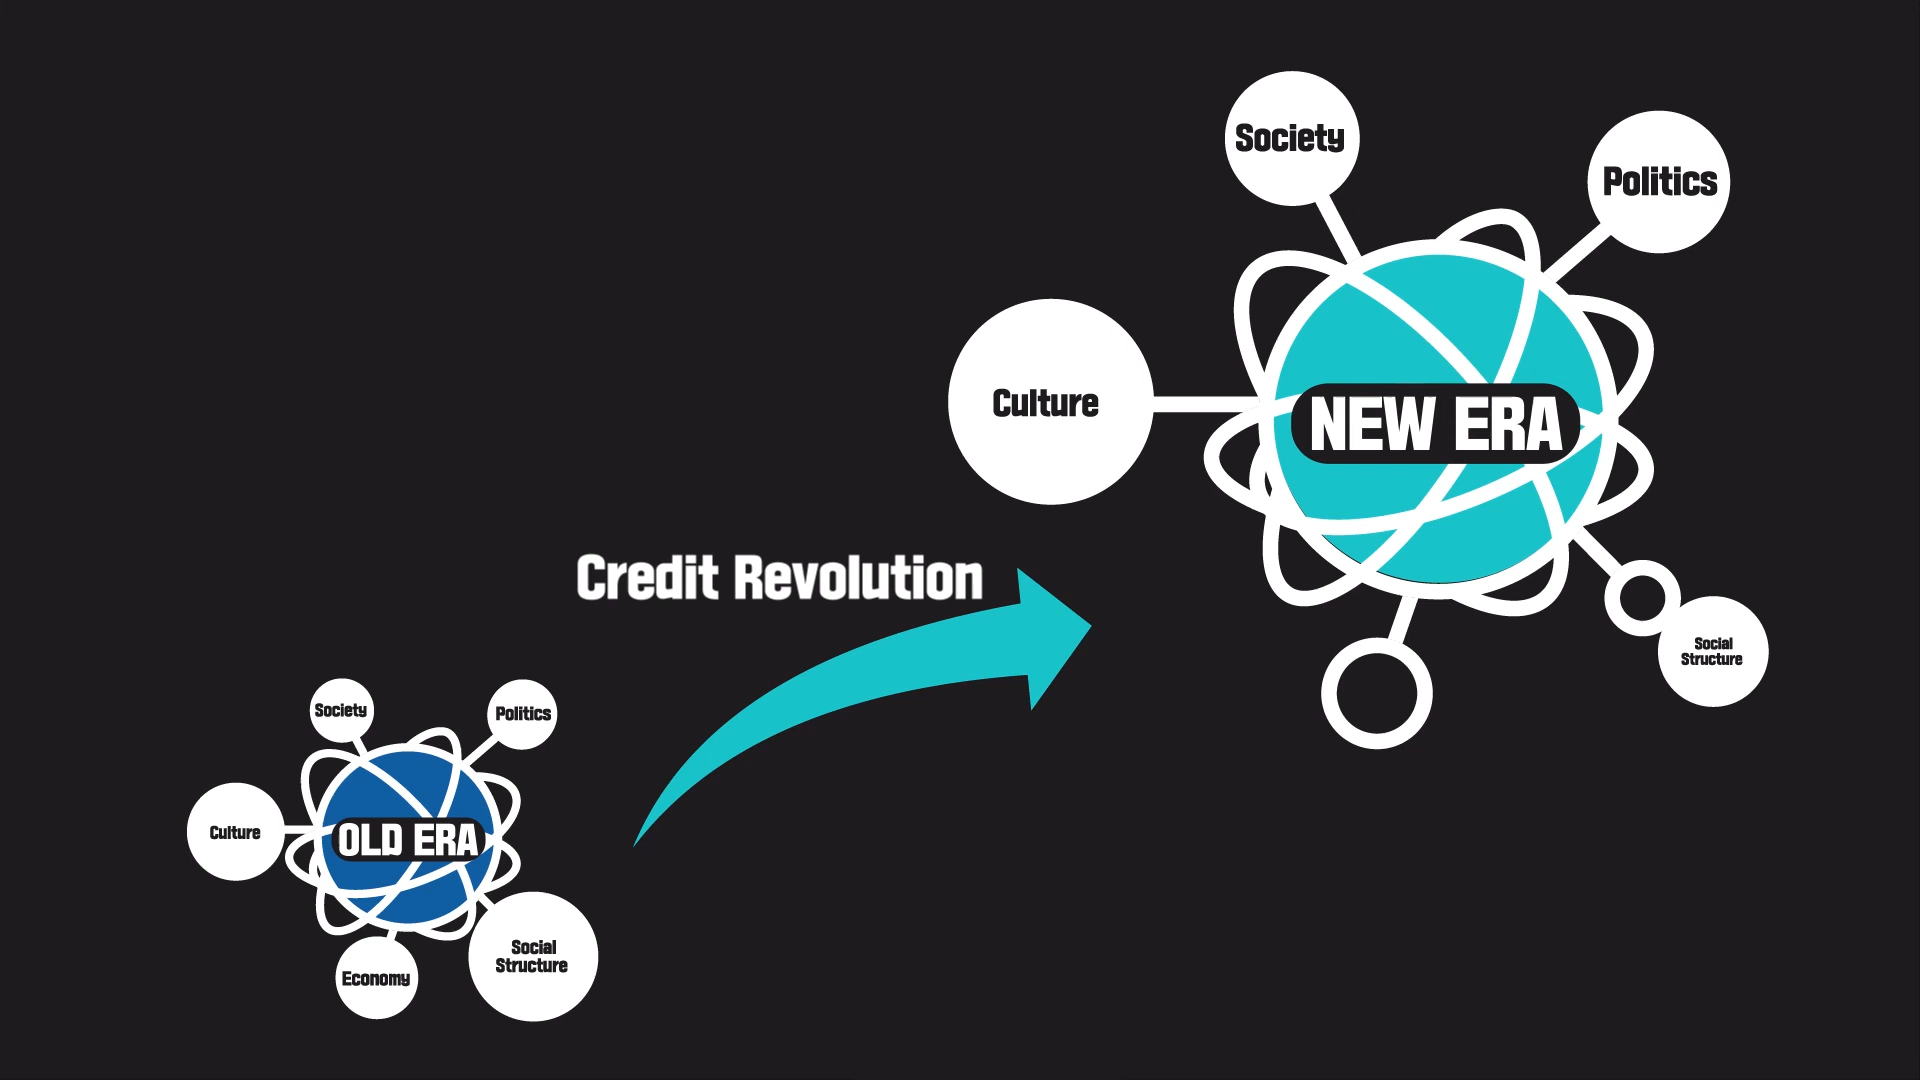 Society
Politics
Culture
NEW ERA
Social
Structure
Credit Revolution
Society
Politics
Culture
OLD ERA
Social
Structure
Economy